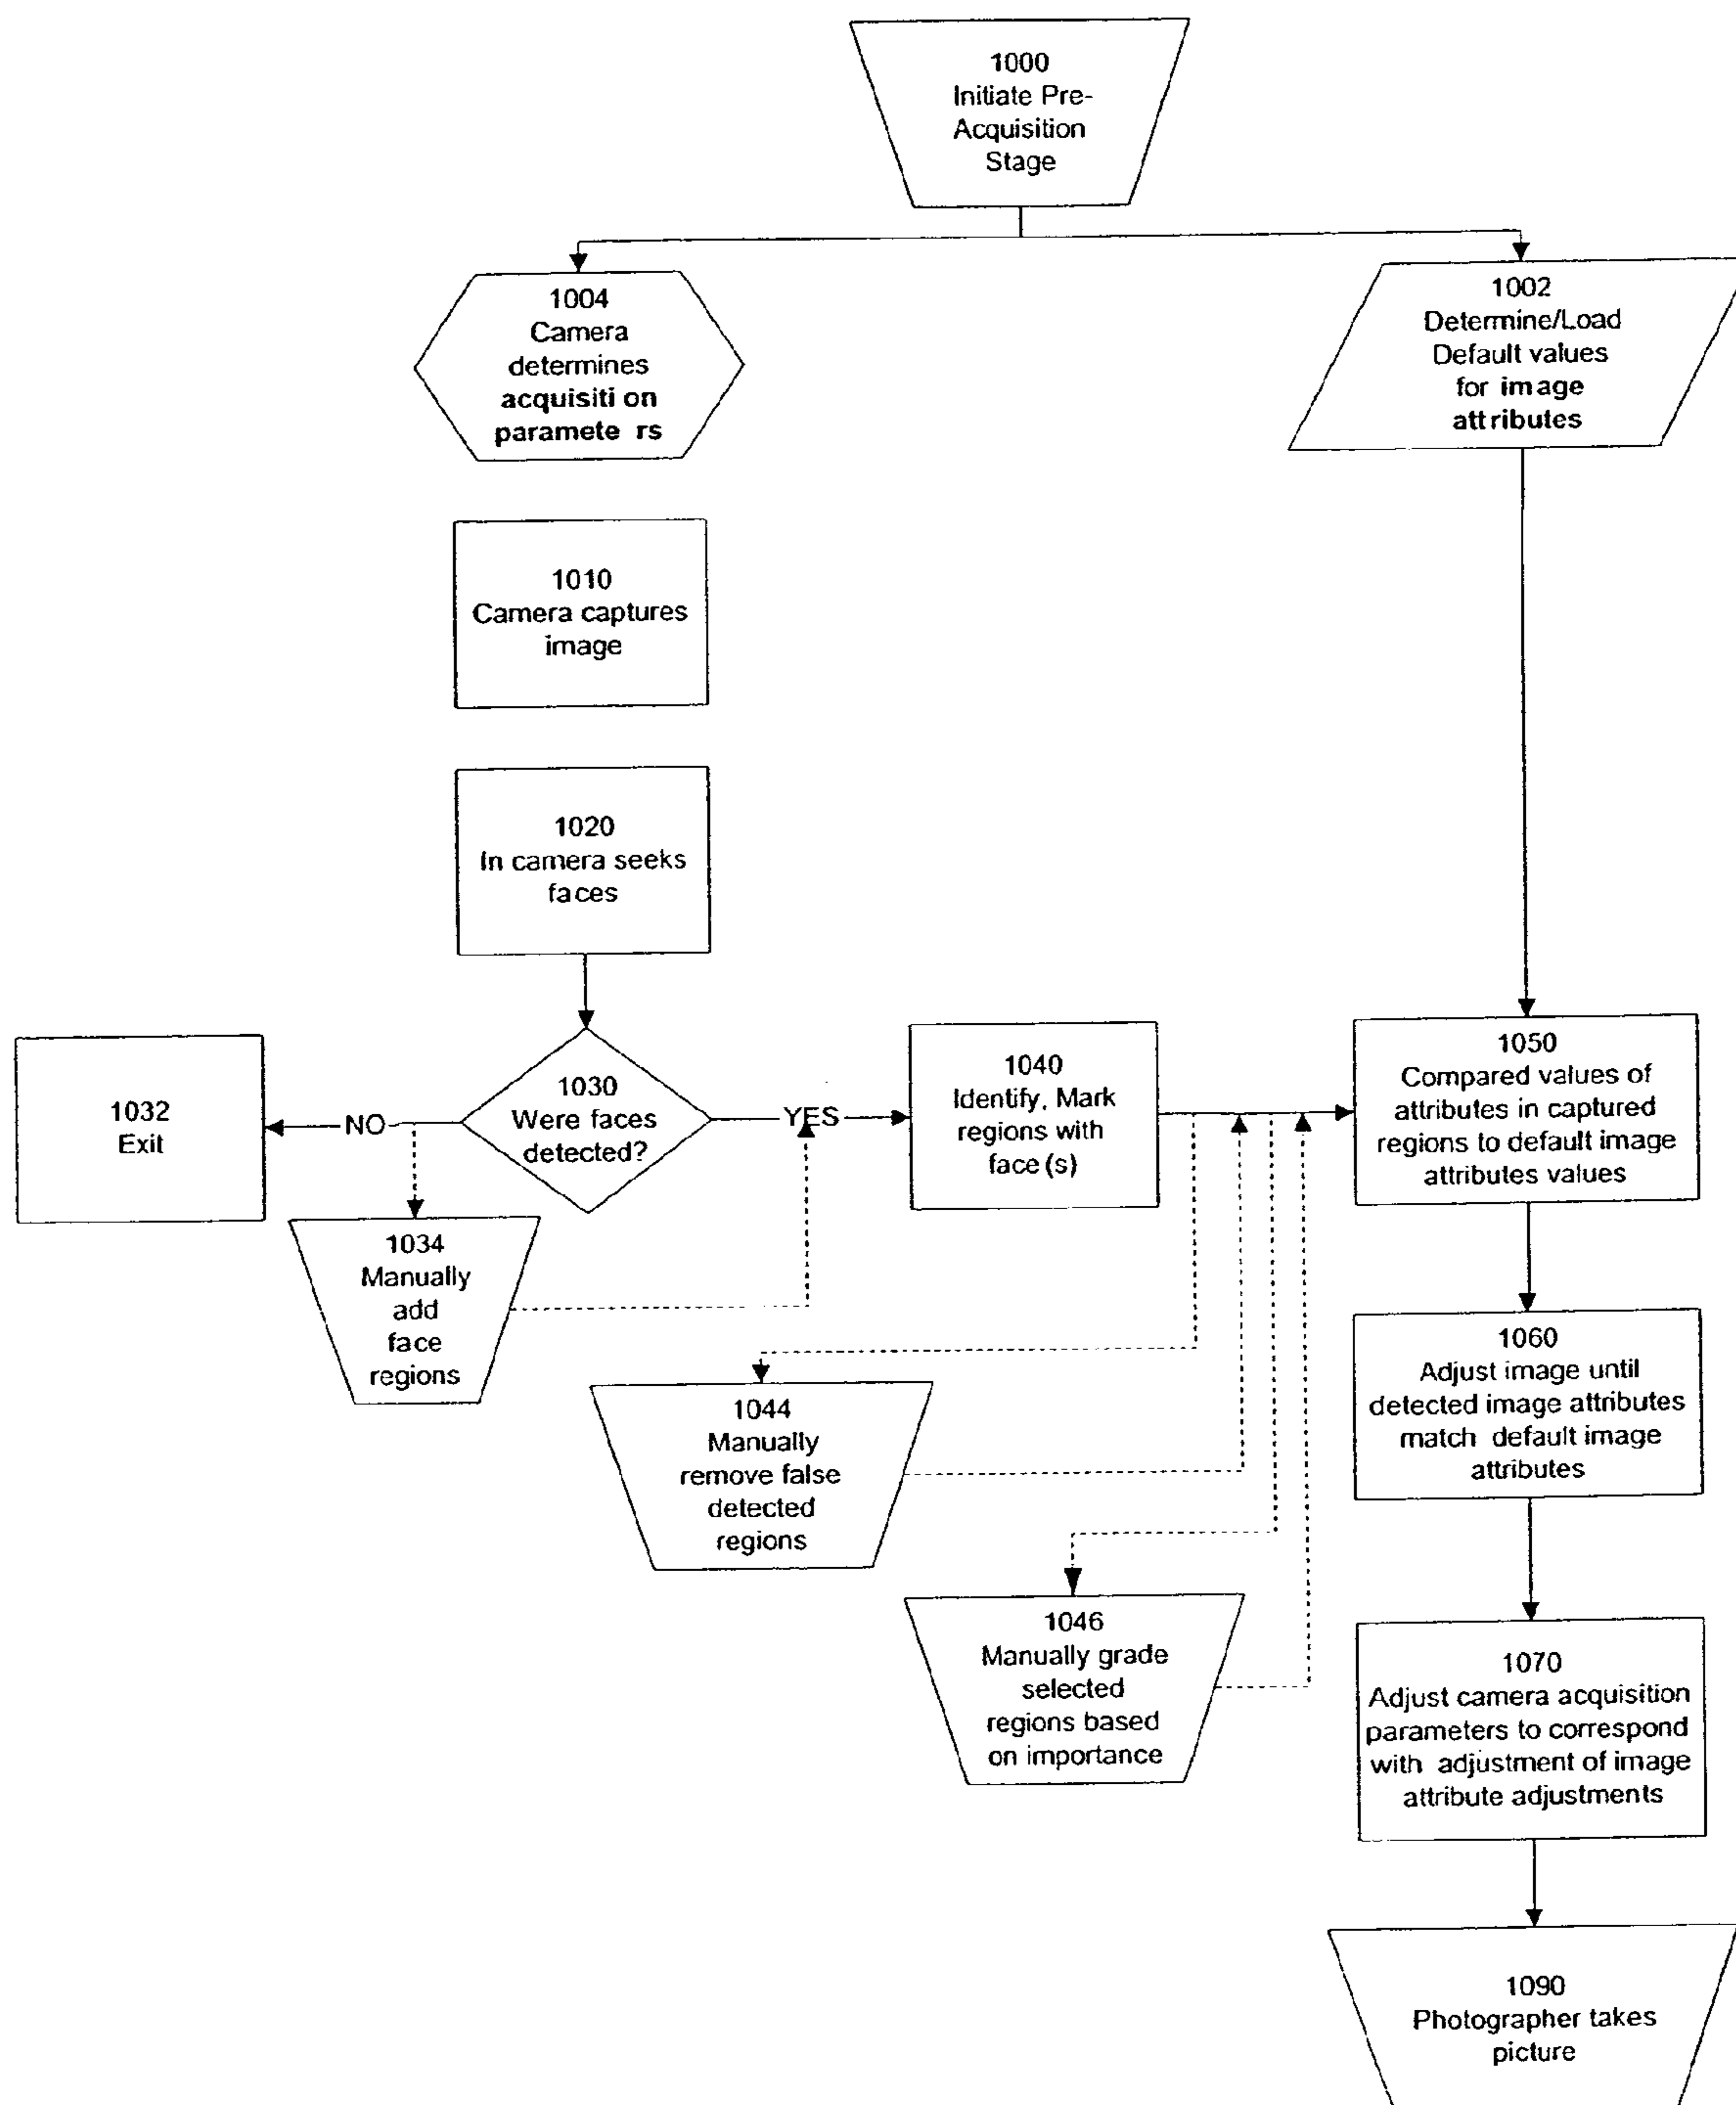 1000
Initiate Pre-
Acquisition
Stage
1004
Camera
determines
acquisiti on
paramete rs
1002
Determine/Load
Default values
for image
attributes
1010
Camera captures
image
1020
In camera seeks
faces
1032
Exit
NO
1030
Were faces
detected?
YES
1040
Identify, Mark
regions with
face (s)
1050
Compared values of
attributes in captured
regions to default image
attributes values
1034
Manually
add
face
regions
1044
Manually
remove false
detected
regions
1060
Adjust image until
detected image attributes
match default image
attributes
1046
Manually grade
selected
regions based
on importance
1070
Adjust camera acquisition
parameters to correspond
with adjustment of image
attribute adjustments
1090
Photographer takes
picture